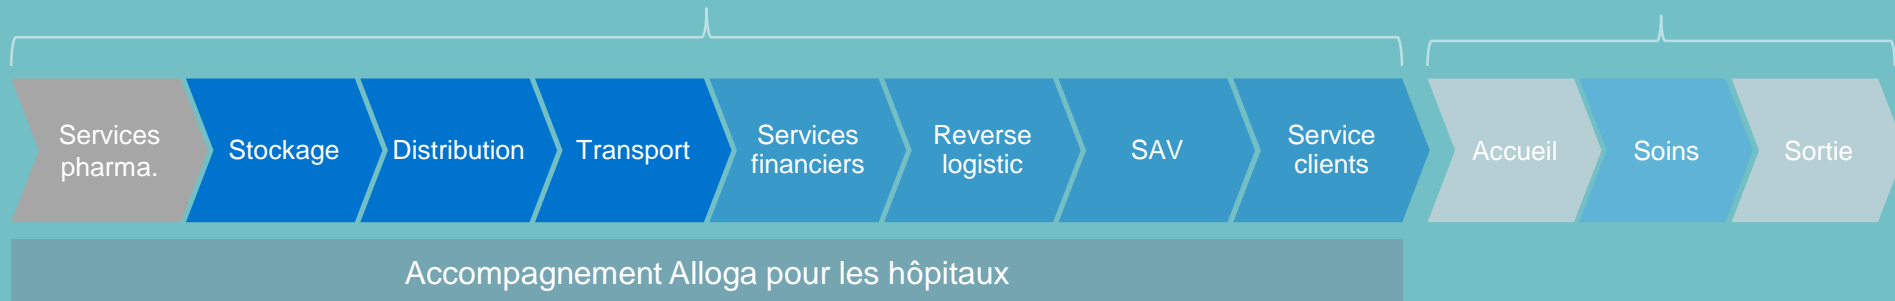 Services
pharma.
Stockage
Distribution
Transport
Services
financiers
Reverse
logistic
SAV
Service
clients
Accueil
Soins
Sortie
Accompagnement Alloga pour les hôpitaux